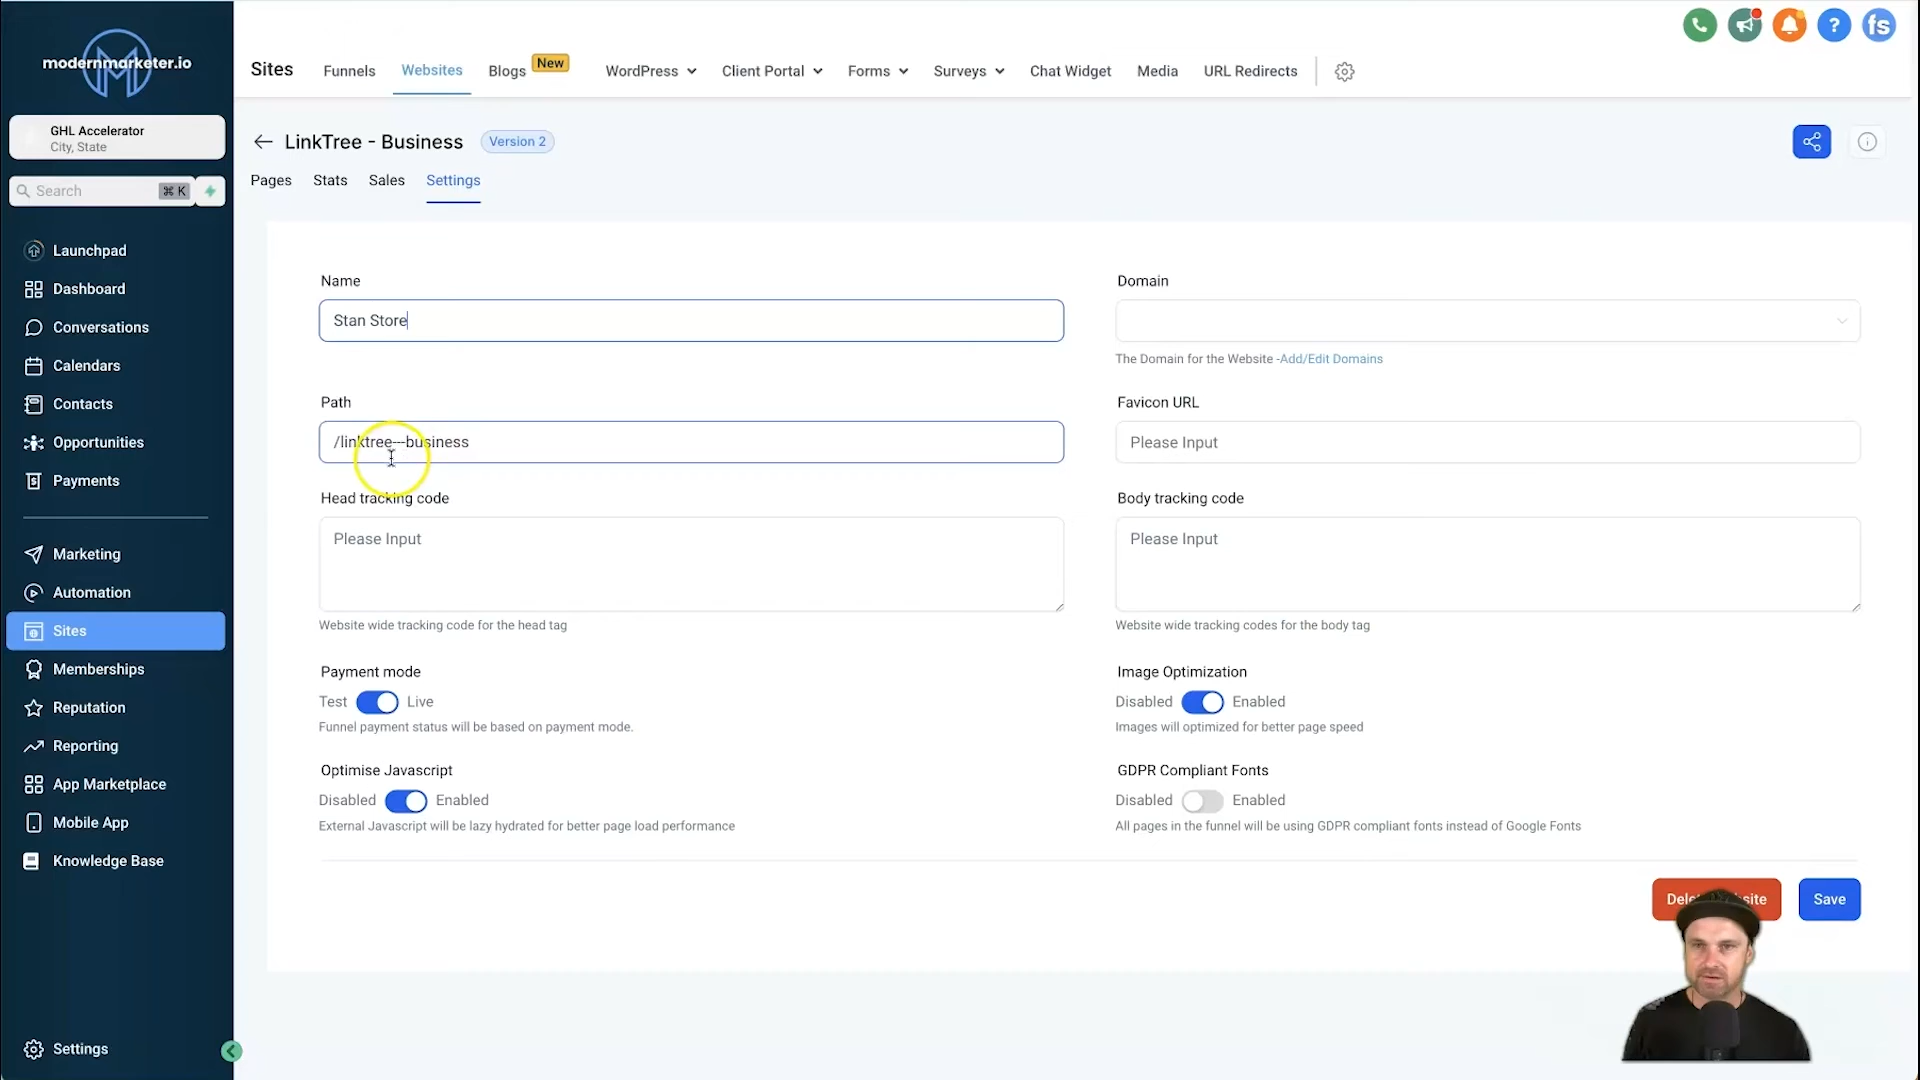 modernmarketer.io
GHL Accelerator
City, State
Search ⌘ K
Launchpad
Dashboard
Conversations
Calendars
Contacts
Opportunities
Payments
Marketing
Automation
Sites
Memberships
Reputation
Reporting
App Marketplace
Mobile App
Knowledge Base
Settings
Sites Funnels Websites Blogs New WordPress Client Portal Forms Surveys Chat Widget Media URL Redirects
? fs
LinkTree - Business Version 2
Pages Stats Sales Settings
Name
Stan Store
Domain
The Domain for the Website -Add/Edit Domains
Path
/linktree---business
Favicon URL
Please Input
Head tracking code
Please Input
Website wide tracking code for the head tag
Body tracking code
Please Input
Website wide tracking codes for the body tag
Payment mode
Test Live
Funnel payment status will be based on payment mode.
Image Optimization
Disabled Enabled
Images will optimized for better page speed
Optimise Javascript
Disabled Enabled
External Javascript will be lazy hydrated for better page load performance
GDPR Compliant Fonts
Disabled Enabled
All pages in the funnel will be using GDPR compliant fonts instead of Google Fonts
Save